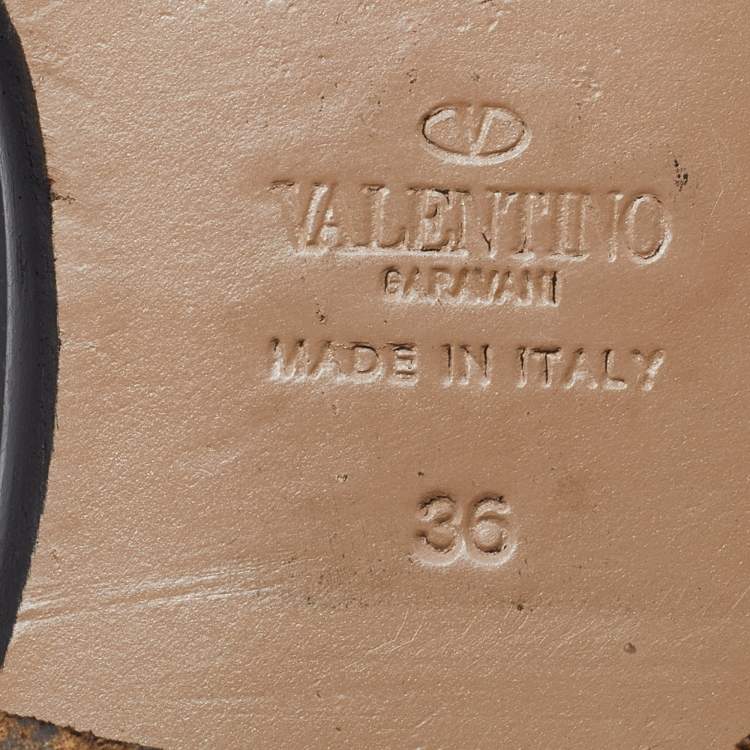 VALENTINO
GARAVANI
MADE IN ITALY
36